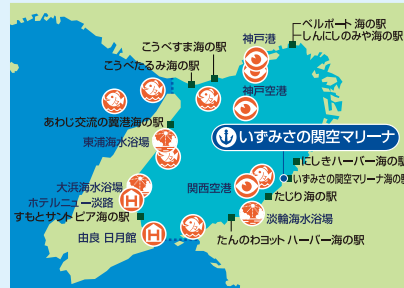 ベルポート 海の駅
しんにしのみや海の駅
神戸港
こうべすま海の駅
こうべたるみ海の駅
神戸空港
あわじ交流の翼港海の駅
東浦海水浴場
いずみさの関空マリーナ
にしきハーバー海の駅
いずみさの関空マリーナ海の駅
大浜海水浴場
関西空港
ホテルニュー淡路
たじり海の駅
すもとサントピア海の駅
淡輪海水浴場
由良 日月館
たんのわヨット ハーバー海の駅
H
H